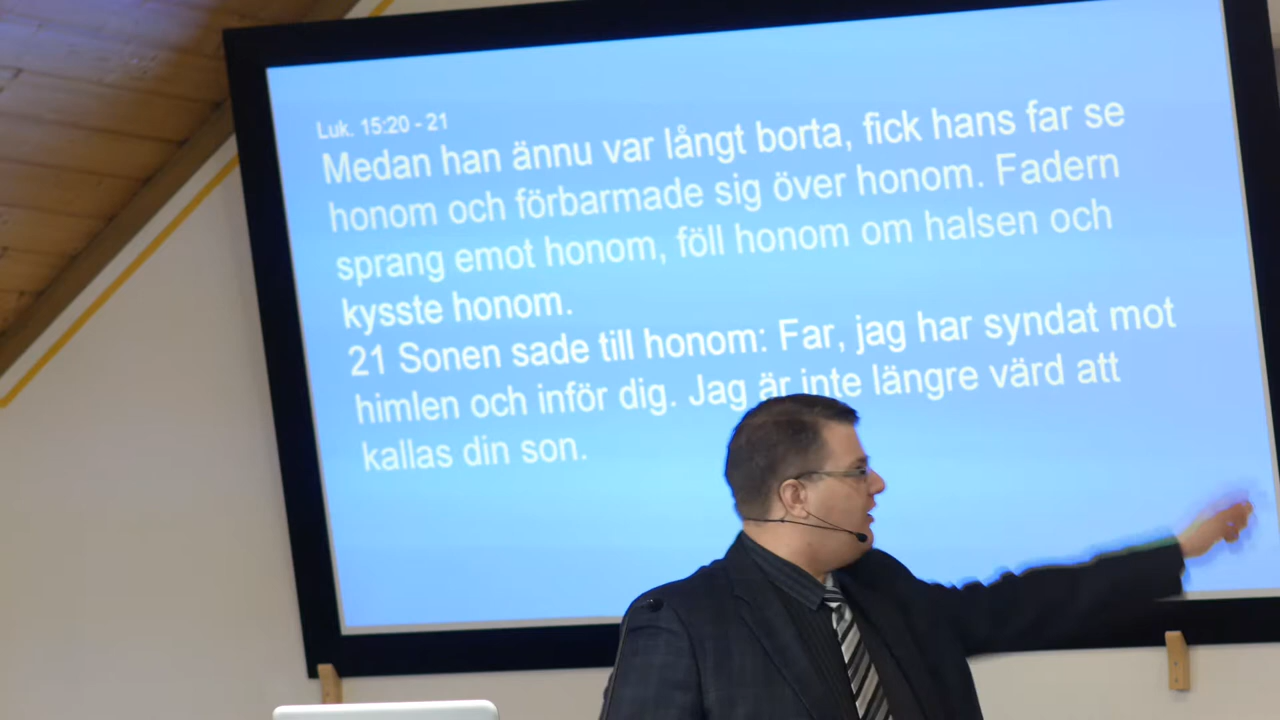 Luk. 15:20 - 21
Medan han ännu var långt borta, fick hans far se
honom och förbarmade sig över honom. Fadern
sprang emot honom, föll honom om halsen och
kysste honom.
21 Sonen sade till honom: Far, jag har syndat mot
himlen och inför dig. Jag är inte längre värd att
kallas din son.